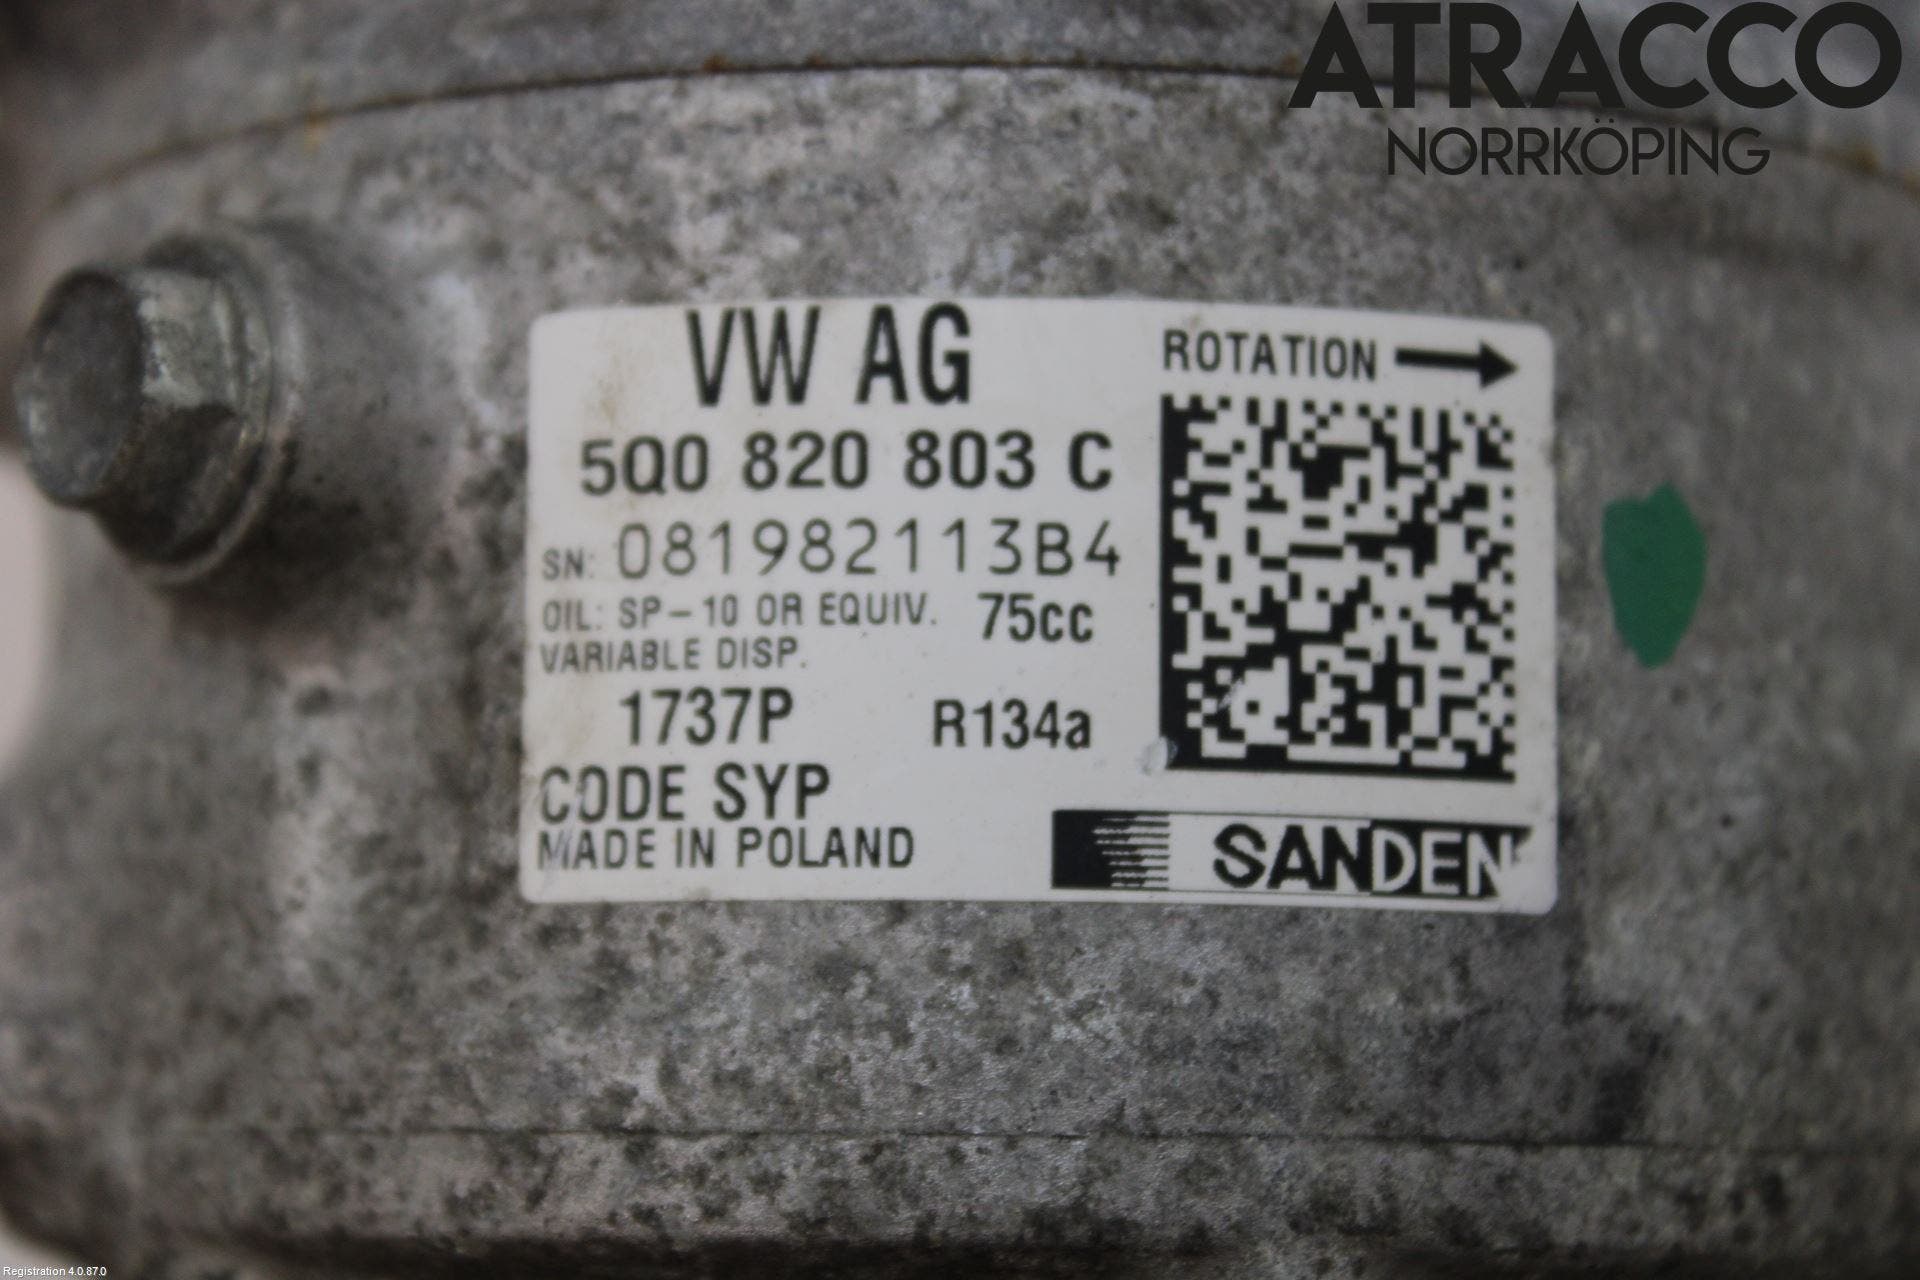 ATRACCO
NORRKÖPING
VW AG
ROTATION
5Q0 820 803 C
SN: 081982113B4
OIL: SP-10 OR EQUIV. 75cc
VARIABLE DISP.
1737P R134a
CODE SYP
MADE IN POLAND
SANDEN
Registration 4.0.87.0